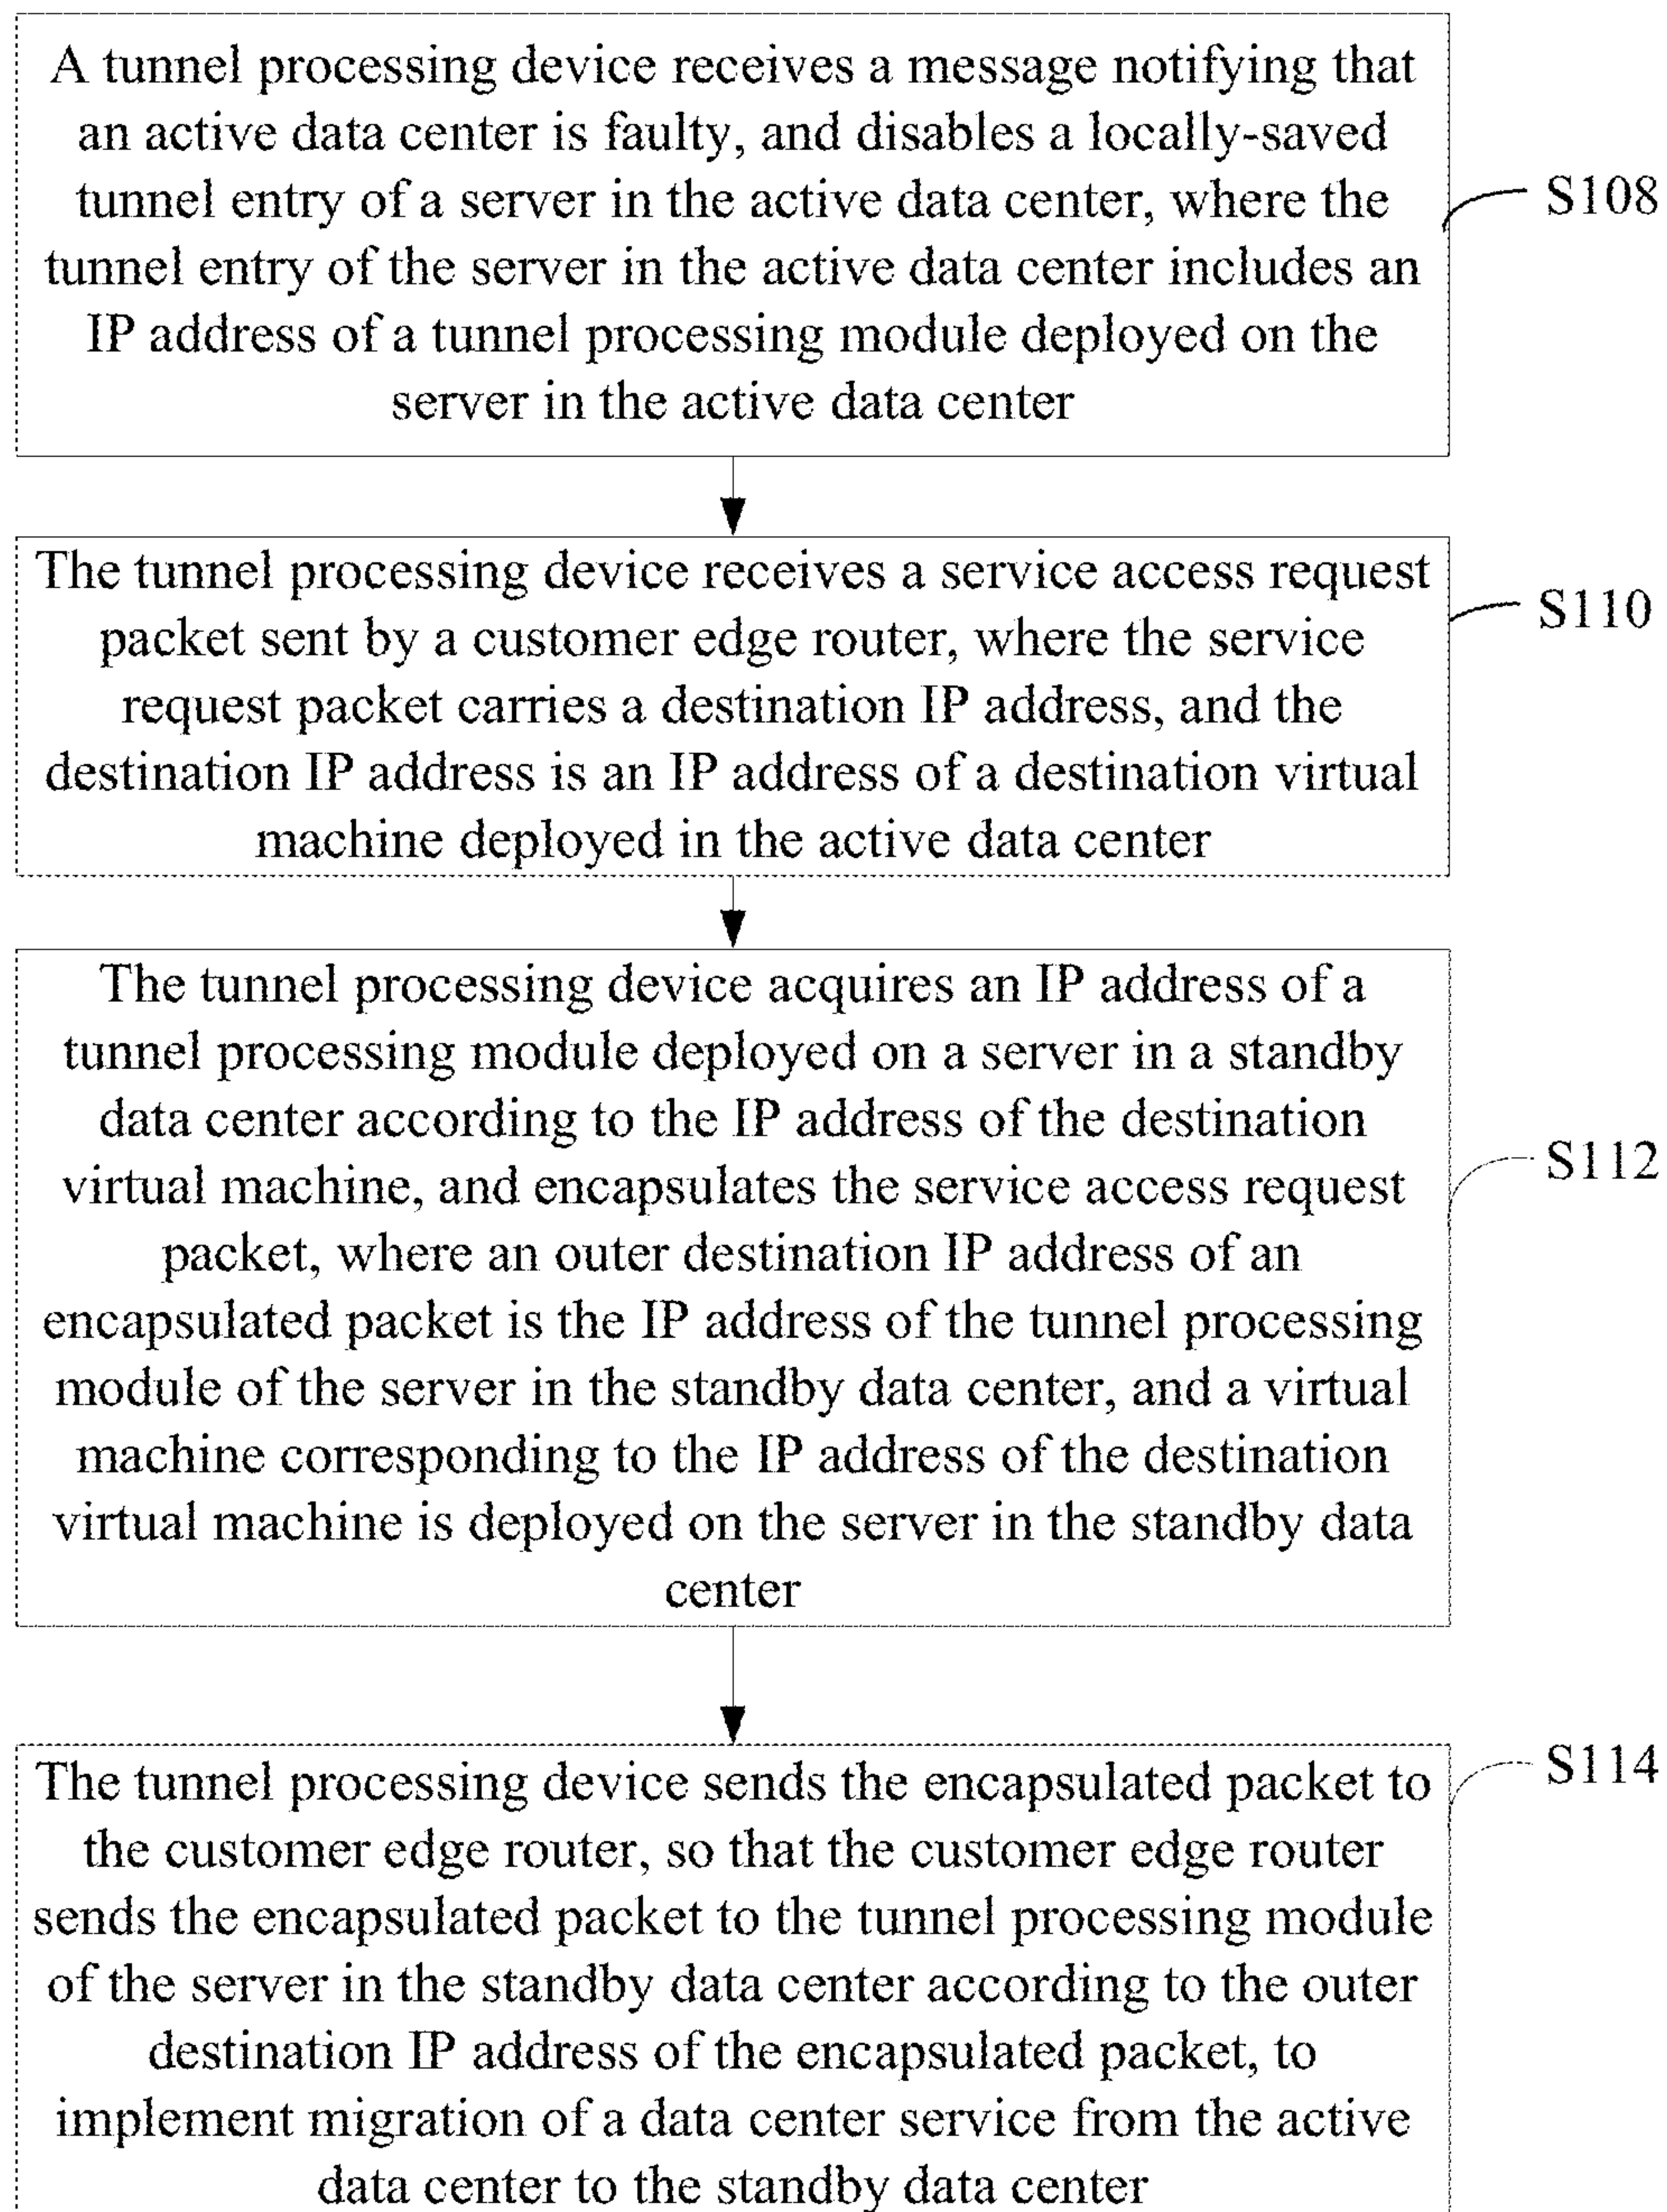 A tunnel processing device receives a message notifying that
an active data center is faulty, and disables a locally-saved
tunnel entry of a server in the active data center, where the
tunnel entry of the server in the active data center includes an
IP address of a tunnel processing module deployed on the
server in the active data center
S108
The tunnel processing device receives a service access request
packet sent by a customer edge router, where the service
request packet carries a destination IP address, and the
destination IP address is an IP address of a destination virtual
machine deployed in the active data center
S110
The tunnel processing device acquires an IP address of a
tunnel processing module deployed on a server in a standby
data center according to the IP address of the destination
virtual machine, and encapsulates the service access request
packet, where an outer destination IP address of an
encapsulated packet is the IP address of the tunnel processing
module of the server in the standby data center, and a virtual
machine corresponding to the IP address of the destination
virtual machine is deployed on the server in the standby data
center
S112
The tunnel processing device sends the encapsulated packet to
the customer edge router, so that the customer edge router
sends the encapsulated packet to the tunnel processing module
of the server in the standby data center according to the outer
destination IP address of the encapsulated packet, to
implement migration of a data center service from the active
data center to the standby data center
S114